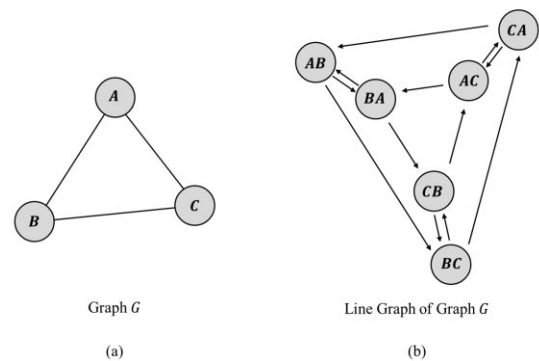 A
B
C
Graph G
(a)
CA
AB
AC
BA
CB
BC
Line Graph of Graph G
(b)